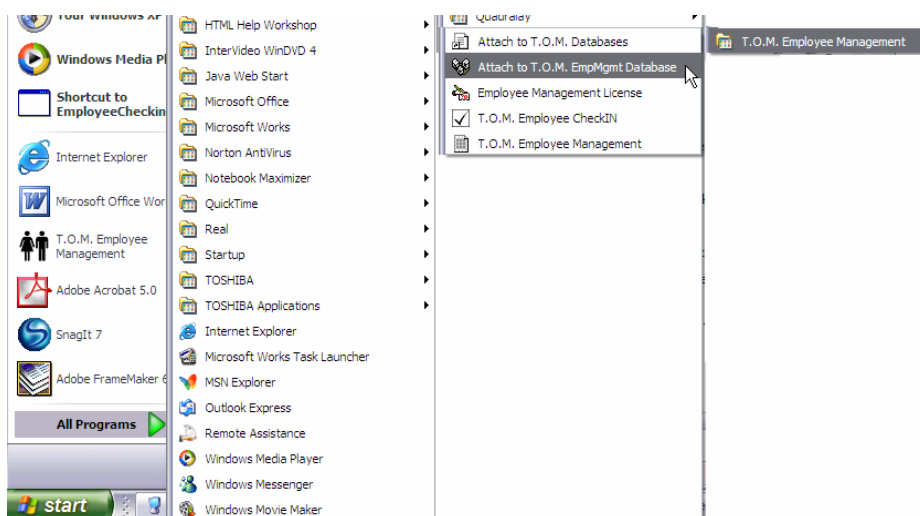 Your Windows XP
Windows Media Pl
Shortcut to
EmployeeCheckin
Internet Explorer
Microsoft Office Wor
T.O.M. Employee
Management
Adobe Acrobat 5.0
SnagIt 7
Adobe FrameMaker 6
All Programs
start
HTML Help Workshop
InterVideo WinDVD 4
Java Web Start
Microsoft Office
Microsoft Works
Norton AntiVirus
Notebook Maximizer
QuickTime
Real
Startup
TOSHIBA
TOSHIBA Applications
Internet Explorer
Microsoft Works Task Launcher
MSN Explorer
Outlook Express
Remote Assistance
Windows Media Player
Windows Messenger
Windows Movie Maker
Quadralay
Attach to T.O.M. Databases
Attach to T.O.M. EmpMgmt Database
Employee Management License
T.O.M. Employee CheckIN
T.O.M. Employee Management
T.O.M. Employee Management